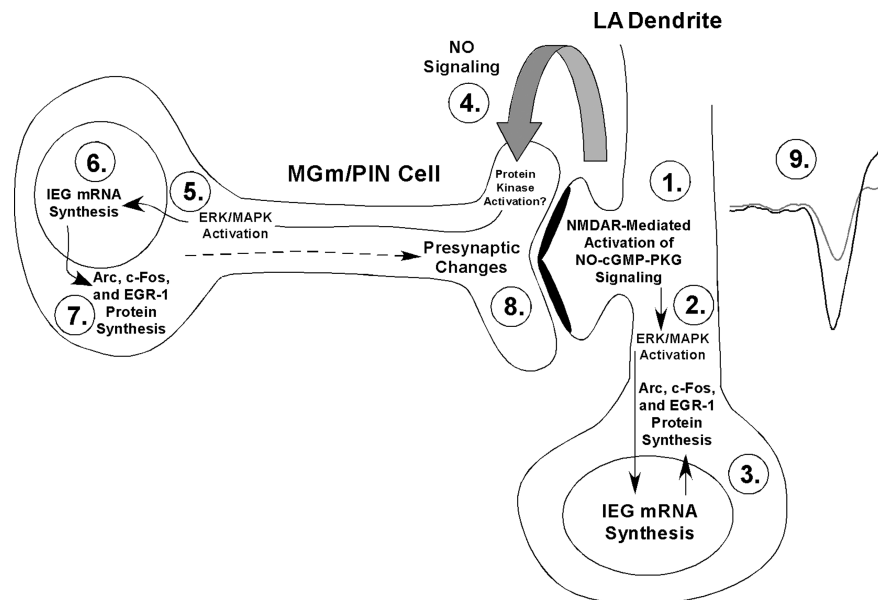 LA Dendrite
NO
Signaling
4.
9.
6.
IEG mRNA
Synthesis
5.
MGm/PIN Cell
Protein
Kinase
Activation?
1.
ERK/MAPK
Activation
NMDAR-Mediated
Activation of
NO-cGMP-PKG
Signaling
Presynaptic
Changes
Arc, c-Fos,
and EGR-1
Protein
Synthesis
7.
8.
2.
ERK/MAPK
Activation
Arc, c-Fos,
and EGR-1
Protein
Synthesis
3.
IEG mRNA
Synthesis